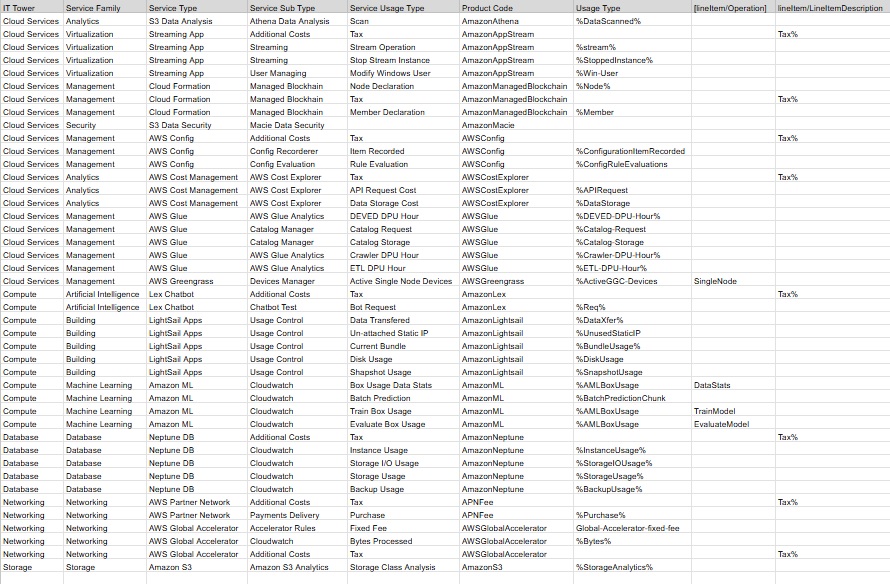 IT Tower Service Family Service Type Service Sub Type Service Usage Type Product Code Usage Type [lineItem/Operation] lineItem/LineItemDescription
Cloud Services Analytics S3 Data Analysis Athena Data Analysis Scan AmazonAthena %DataScanned%
Cloud Services Virtualization Streaming App Additional Costs Tax AmazonAppStream Tax%
Cloud Services Virtualization Streaming App Streaming Stream Operation AmazonAppStream %stream%
Cloud Services Virtualization Streaming App Streaming Stop Stream Instance AmazonAppStream %StoppedInstance%
Cloud Services Virtualization Streaming App User Managing Modify Windows User AmazonAppStream %Win-User
Cloud Services Management Cloud Formation Managed Blockhain Node Declaration AmazonManagedBlockchain %Node%
Cloud Services Management Cloud Formation Managed Blockhain Tax AmazonManagedBlockchain Tax%
Cloud Services Management Cloud Formation Managed Blockhain Member Declaration AmazonManagedBlockchain %Member
Cloud Services Security S3 Data Security Macie Data Security AmazonMacie
Cloud Services Management AWS Config Additional Costs Tax AWSConfig Tax%
Cloud Services Management AWS Config Config Recorderer Item Recorded AWSConfig %ConfigurationItemRecorded
Cloud Services Management AWS Config Config Evaluation Rule Evaluation AWSConfig %ConfigRuleEvaluations
Cloud Services Analytics AWS Cost Management AWS Cost Explorer Tax AWSCostExplorer Tax%
Cloud Services Analytics AWS Cost Management AWS Cost Explorer API Request Cost AWSCostExplorer %APIRequest
Cloud Services Analytics AWS Cost Management AWS Cost Explorer Data Storage Cost AWSCostExplorer %DataStorage
Cloud Services Management AWS Glue AWS Glue Analytics DEVED DPU Hour AWSGlue %DEVED-DPU-Hour%
Cloud Services Management AWS Glue Catalog Manager Catalog Request AWSGlue %Catalog-Request
Cloud Services Management AWS Glue Catalog Manager Catalog Storage AWSGlue %Catalog-Storage
Cloud Services Management AWS Glue AWS Glue Analytics Crawler DPU Hour AWSGlue %Crawler-DPU-Hour%
Cloud Services Management AWS Glue AWS Glue Analytics ETL DPU Hour AWSGlue %ETL-DPU-Hour%
Cloud Services Management AWS Greengrass Devices Manager Active Single Node Devices AWSGreengrass %ActiveGGC-Devices SingleNode
Compute Artificial Intelligence Lex Chatbot Additional Costs Tax AmazonLex Tax%
Compute Artificial Intelligence Lex Chatbot Chatbot Test Bot Request AmazonLex %Req%
Compute Building LightSail Apps Usage Control Data Transfered AmazonLightsail %DataXfer%
Compute Building LightSail Apps Usage Control Un-attached Static IP AmazonLightsail %UnusedStaticIP
Compute Building LightSail Apps Usage Control Current Bundle AmazonLightsail %BundleUsage%
Compute Building LightSail Apps Usage Control Disk Usage AmazonLightsail %DiskUsage
Compute Building LightSail Apps Usage Control Shapshot Usage AmazonLightsail %SnapshotUsage
Compute Machine Learning Amazon ML Cloudwatch Box Usage Data Stats AmazonML %AMLBoxUsage DataStats
Compute Machine Learning Amazon ML Cloudwatch Batch Prediction AmazonML %BatchPredictionChunk
Compute Machine Learning Amazon ML Cloudwatch Train Box Usage AmazonML %AMLBoxUsage TrainModel
Compute Machine Learning Amazon ML Cloudwatch Evaluate Box Usage AmazonML %AMLBoxUsage EvaluateModel
Database Database Neptune DB Additional Costs Tax AmazonNeptune Tax%
Database Database Neptune DB Cloudwatch Instance Usage AmazonNeptune %InstanceUsage%
Database Database Neptune DB Cloudwatch Storage I/O Usage AmazonNeptune %StorageIOUsage%
Database Database Neptune DB Cloudwatch Storage Usage AmazonNeptune %StorageUsage%
Database Database Neptune DB Cloudwatch Backup Usage AmazonNeptune %BackupUsage%
Networking Networking AWS Partner Network Additional Costs Tax APNFee Tax%
Networking Networking AWS Partner Network Payments Delivery Purchase APNFee %Purchase%
Networking Networking AWS Global Accelerator Accelerator Rules Fixed Fee AWSGlobalAccelerator Global-Accelerator-fixed-fee
Networking Networking AWS Global Accelerator Cloudwatch Bytes Processed AWSGlobalAccelerator %Bytes%
Networking Networking AWS Global Accelerator Additional Costs Tax AWSGlobalAccelerator Tax%
Storage Storage Amazon S3 Amazon S3 Analytics Storage Class Analysis AmazonS3 %StorageAnalytics%